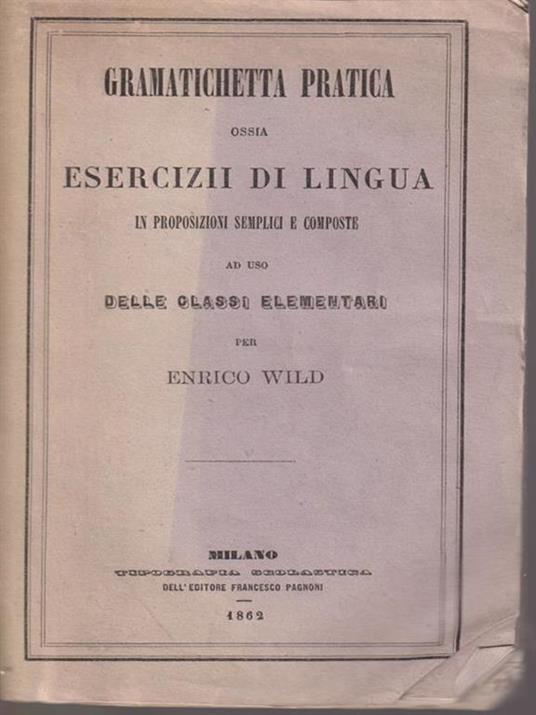 GRAMATICHETTA PRATICA
OSSIA
ESERCIZII DI LINGUA
IN PROPOSIZIONI SEMPLICI E COMPOSTE
AD USO
DELLE CLASSI ELEMENTARI
PER
ENRICO WILD
MILANO
TIPOGRAFIA SCOLASTICA
DELL'EDITORE FRANCESCO PAGNONI
1862